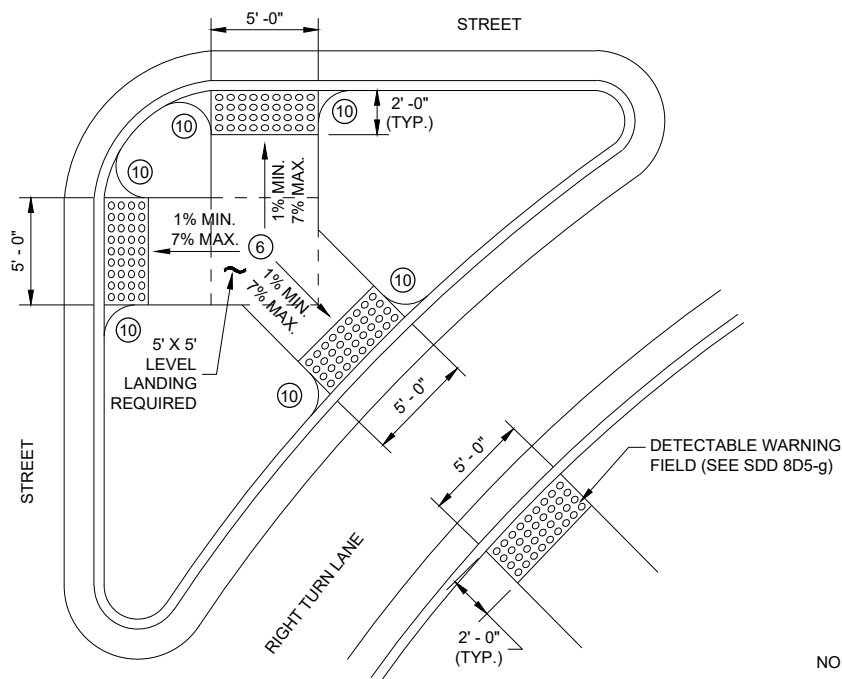 5' -0"
STREET
10
10
2' -0"
(TYP.)
10
1% MIN.
7% MAX.
5' - 0"
1% MIN.
7% MAX.
6
1% MIN.
7% MAX.
10
10
5' X 5'
LEVEL
LANDING
REQUIRED
10
5' - 0"
5' - 0"
DETECTABLE WARNING
FIELD (SEE SDD 8D5-g)
STREET
RIGHT TURN LANE
2' - 0"
(TYP.)
NO